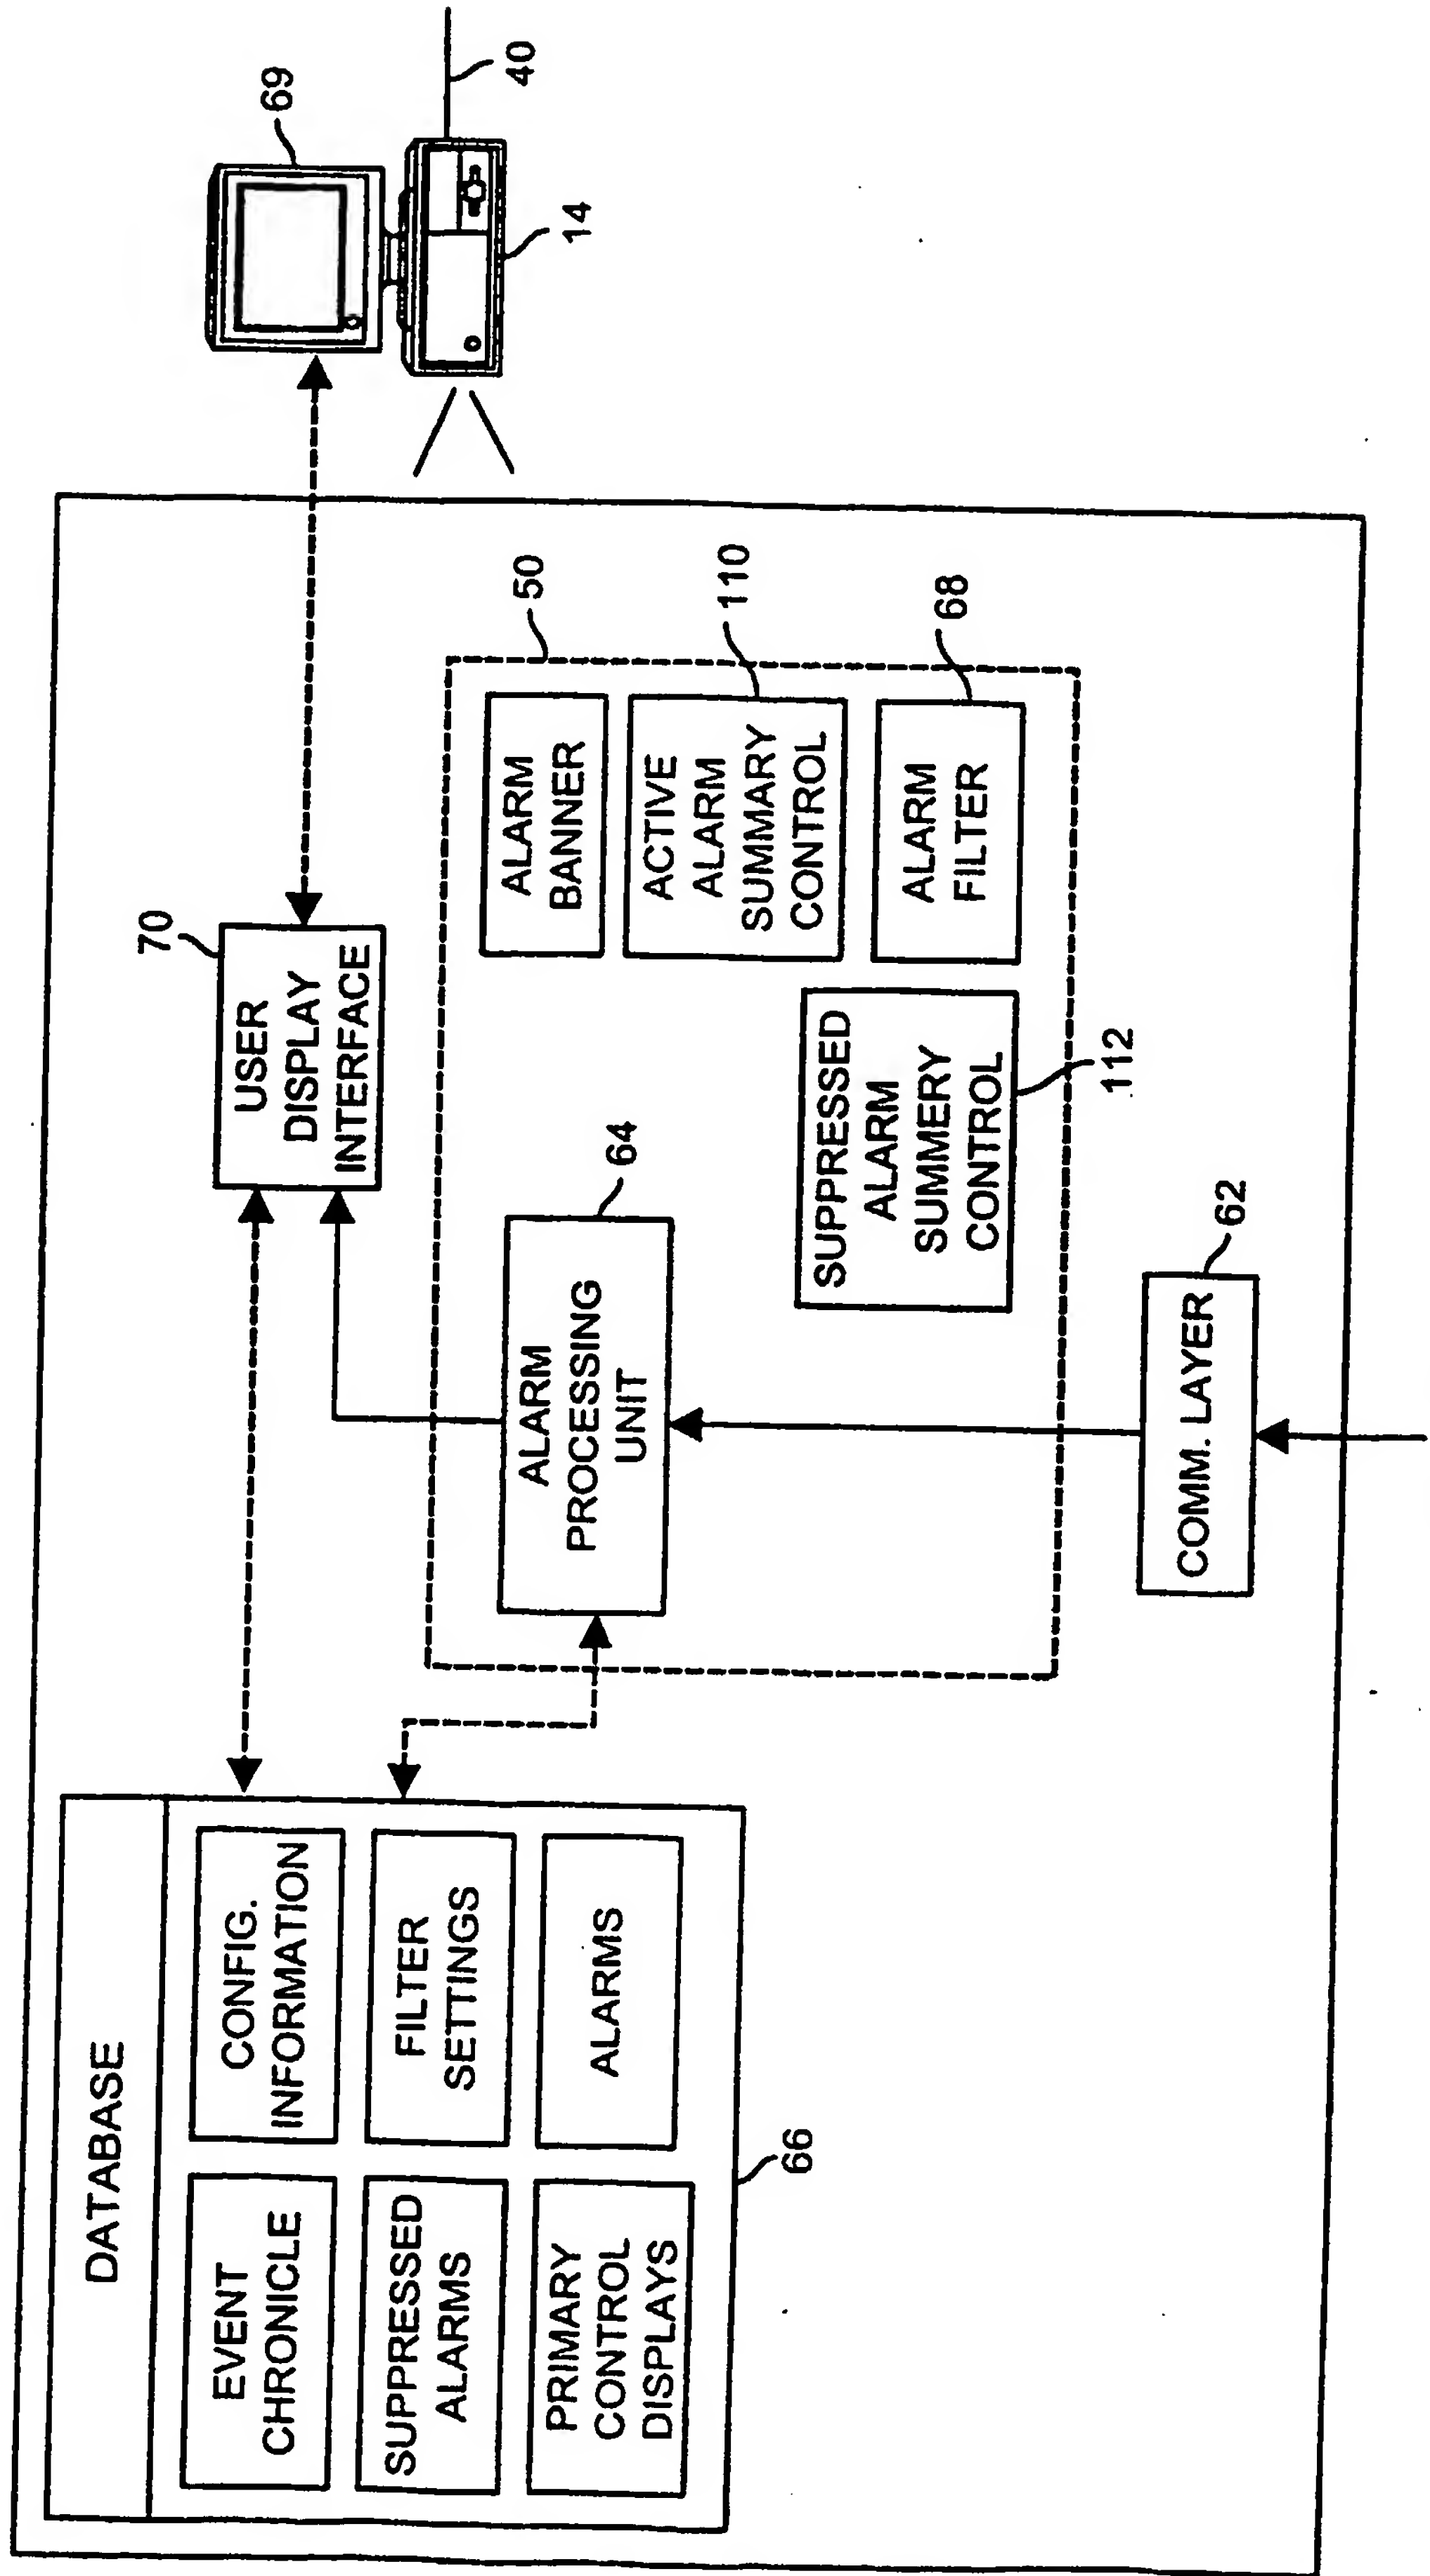 DATABASE
EVENT
CHRONICLE
CONFIG.
INFORMATION
SUPPRESSED
ALARMS
FILTER
SETTINGS
PRIMARY
CONTROL
DISPLAYS
ALARMS
66
70
USER
DISPLAY
INTERFACE
69
40
14
50
ALARM
PROCESSING
UNIT
64
ALARM
BANNER
ACTIVE
ALARM
SUMMARY
CONTROL
110
ALARM
FILTER
68
SUPPRESSED
ALARM
SUMMERY
CONTROL
112
COMM. LAYER
62